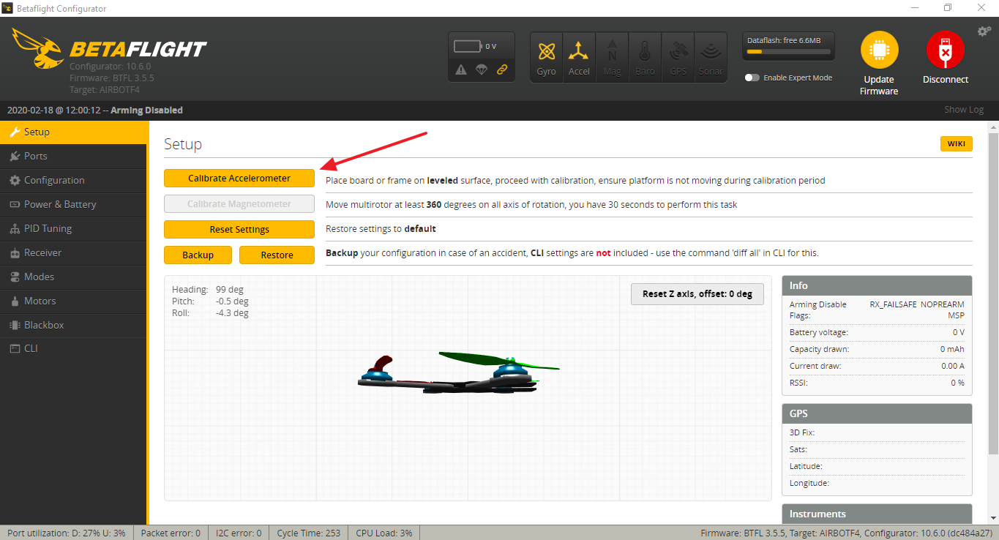 Betaflight Configurator
BETAFLIGHT
Configurator: 10.6.0
Firmware: BTFL 3.5.5
Target: AIRBOTF4
0 V
Gyro
Accel
Mag
Baro
GPS
Sonar
Dataflash: free 6.6MB
Enable Expert Mode
Update
Firmware
Disconnect
2020-02-18 @ 12:00:12 -- Arming Disabled
Show Log
Setup
Ports
Configuration
Power & Battery
PID Tuning
Receiver
Modes
Motors
Blackbox
CLI
Setup
WIKI
Calibrate Accelerometer
Place board or frame on leveled surface, proceed with calibration, ensure platform is not moving during calibration period
Calibrate Magnetometer
Move multirotor at least 360 degrees on all axis of rotation, you have 30 seconds to perform this task
Reset Settings
Restore settings to default
Backup
Restore
Backup your configuration in case of an accident, CLI settings are not included - use the command 'diff all' in CLI for this.
Heading: 99 deg
Pitch: -0.5 deg
Roll: -4.3 deg
Reset Z axis, offset: 0 deg
Info
Arming Disable RX_FAILSAFE NOPREARM
Flags: MSP
Battery voltage: 0 V
Capacity drawn: 0 mAh
Current draw: 0.00 A
RSSI: 0 %
GPS
3D Fix:
Sats:
Latitude:
Longitude:
Instruments
Port utilization: D: 27% U: 3%
Packet error: 0
I2C error: 0
Cycle Time: 253
CPU Load: 3%
Firmware: BTFL 3.5.5, Target: AIRBOTF4, Configurator: 10.6.0 (dc484a27)